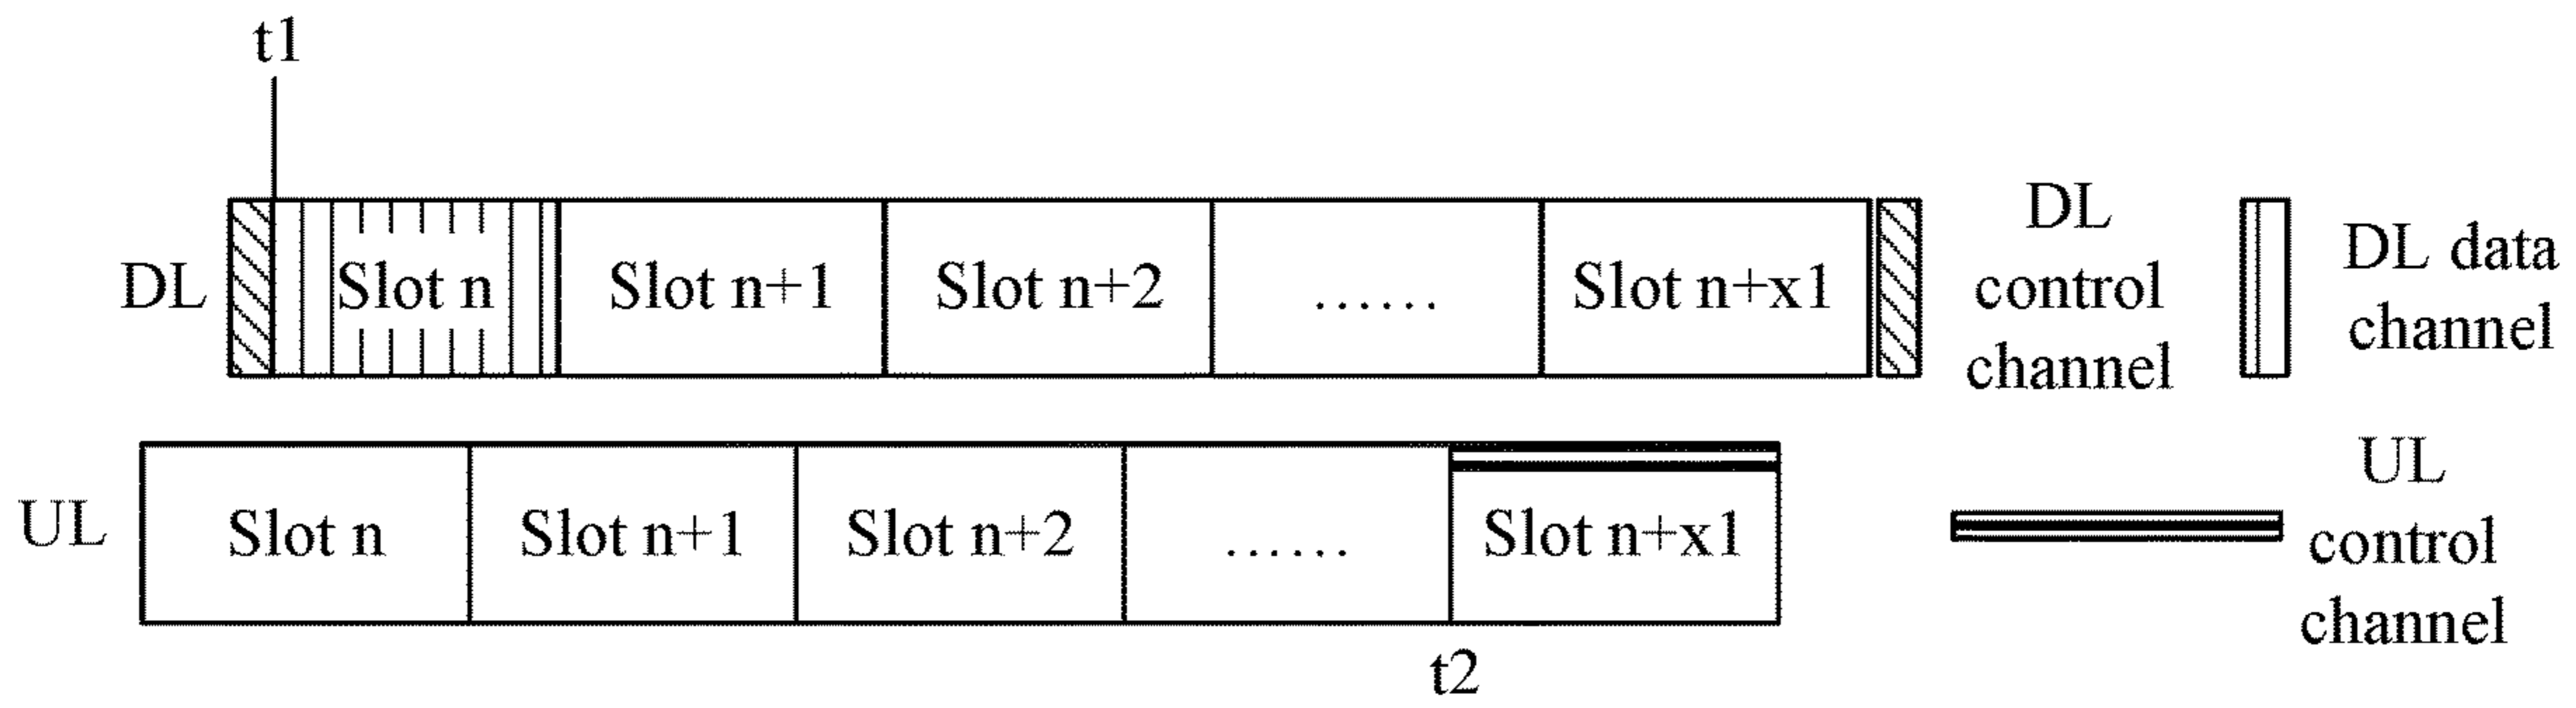 t1
DL
Slot n
Slot n+1
Slot n+2
……
Slot n+x1
DL
control
channel
DL data
channel
UL
Slot n
Slot n+1
Slot n+2
……
Slot n+x1
UL
control
channel
t2